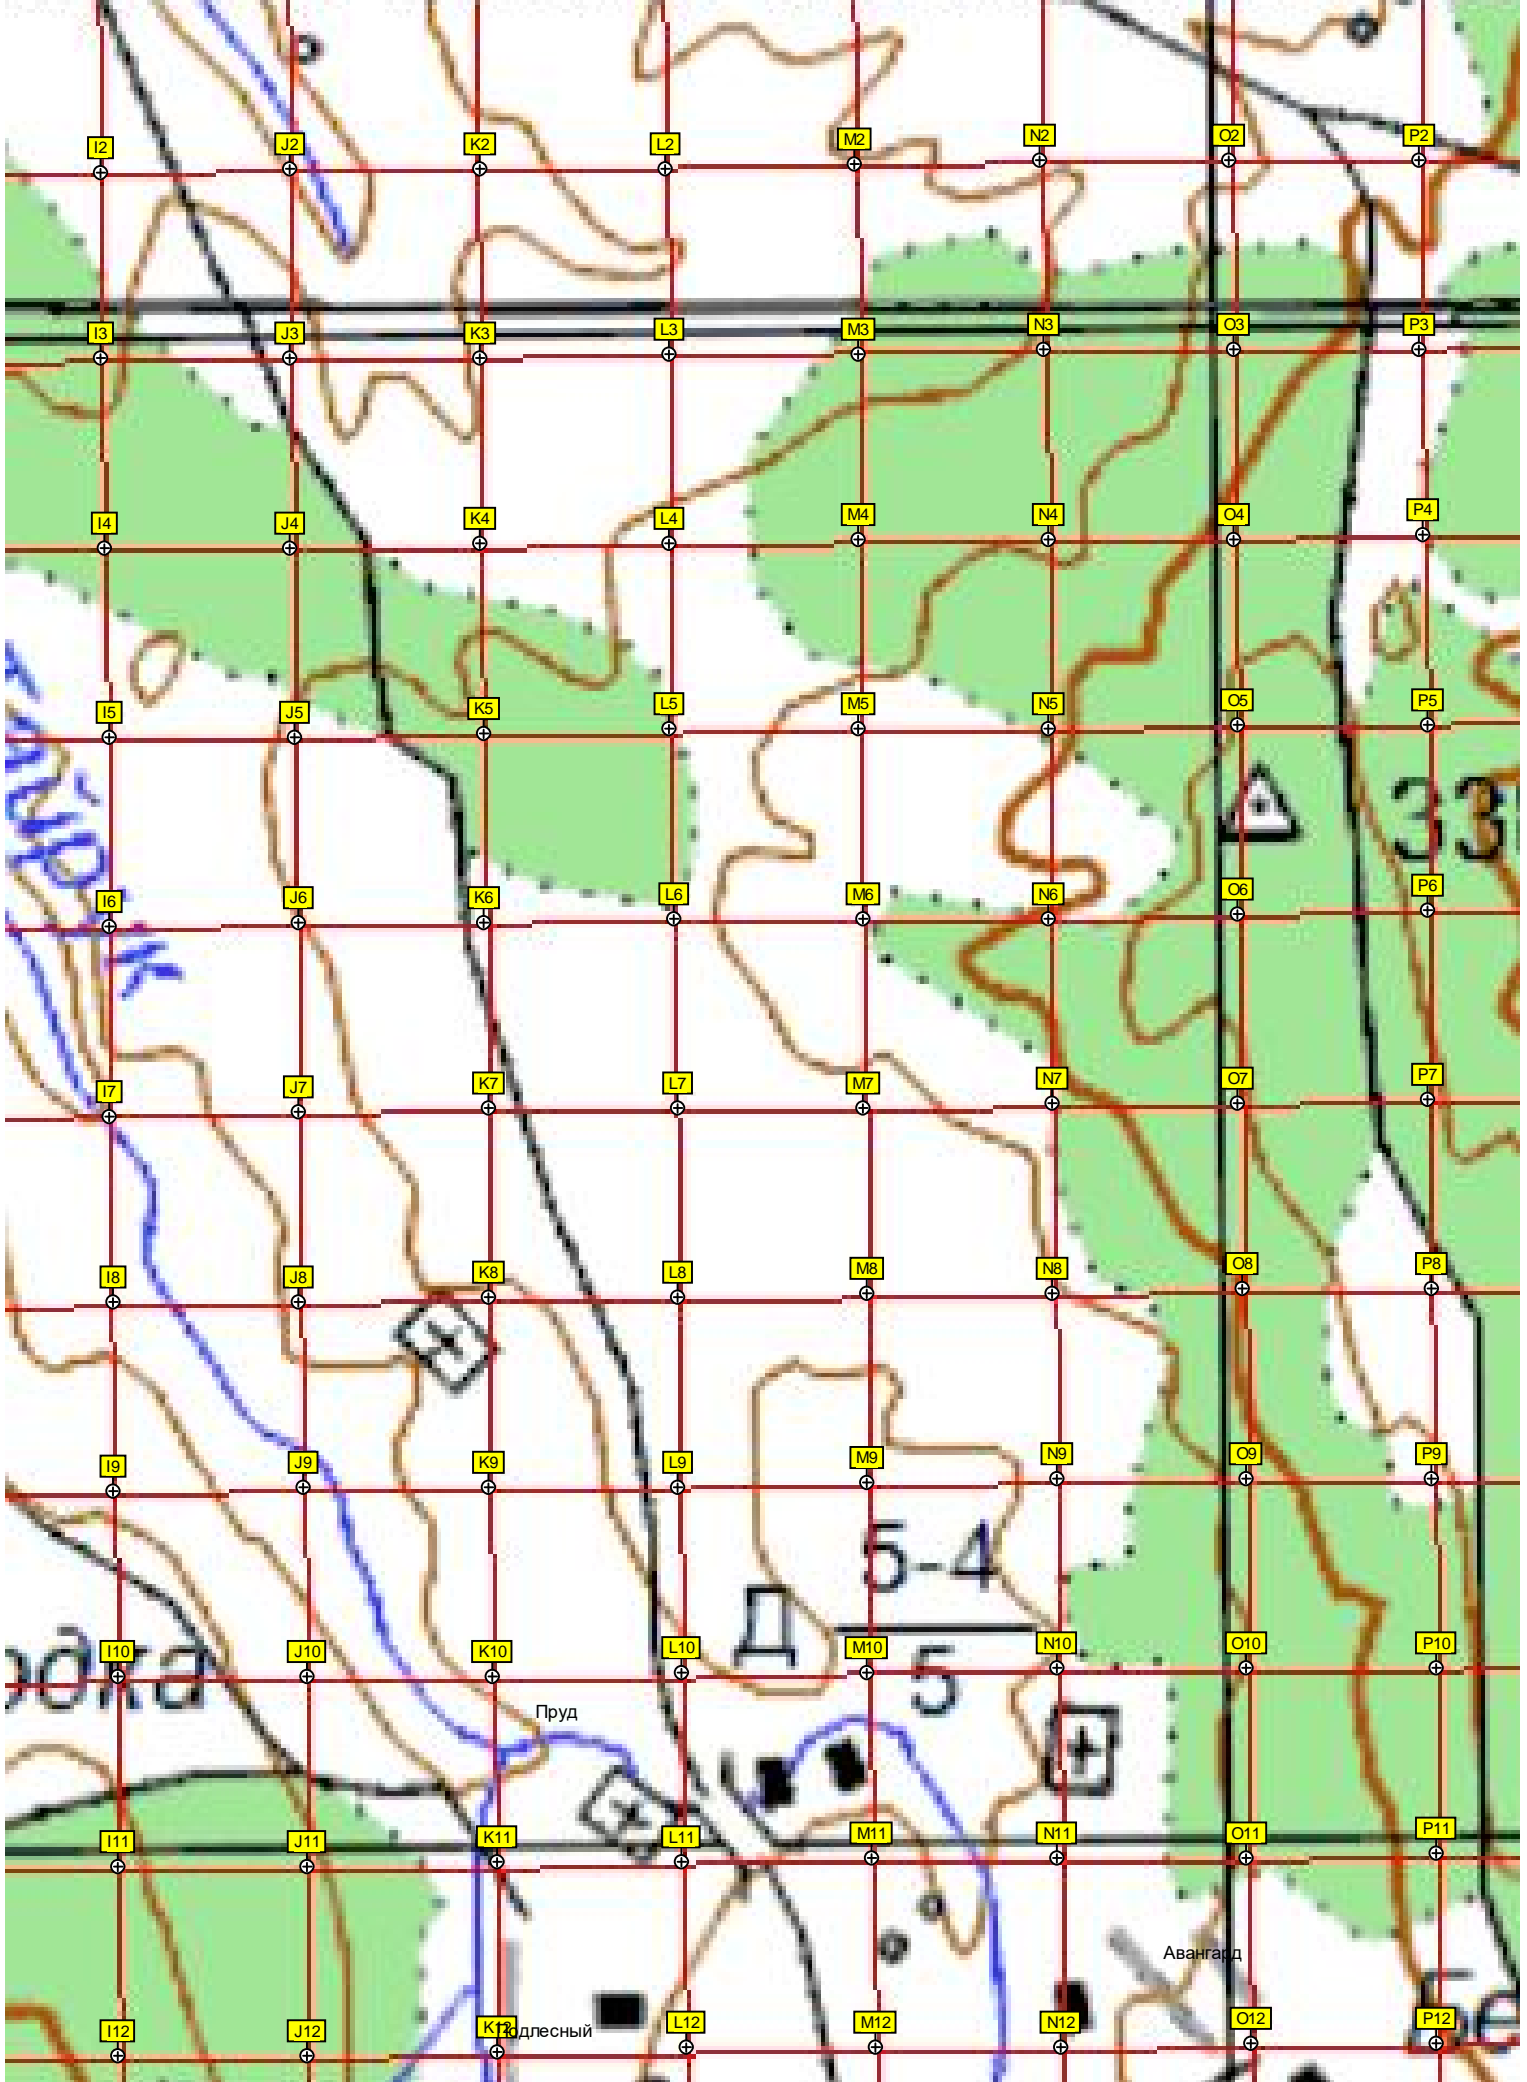 I2 J2 K2 L2 M2 N2 O2 P2
I3 J3 K3 L3 M3 N3 O3 P3
I4 J4 K4 L4 M4 N4 O4 P4
I5 J5 K5 L5 M5 N5 O5 P5
33
I6 J6 K6 L6 M6 N6 O6 P6
I7 J7 K7 L7 M7 N7 O7 P7
I8 J8 K8 L8 M8 N8 O8 P8
I9 J9 K9 L9 M9 N9 O9 P9
5-4
Д
5
I10 J10 K10 L10 M10 N10 O10 P10
Пруд
I11 J11 K11 L11 M11 N11 O11 P11
Авангард
I12 J12 K12 L12 M12 N12 O12 P12